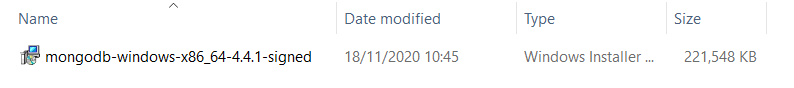 Name Date modified Type Size
mongodb-windows-x86_64-4.4.1-signed 18/11/2020 10:45 Windows Installer ... 221,548 KB